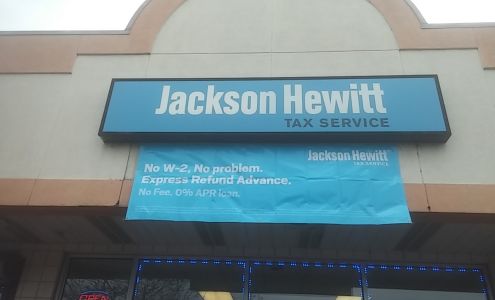 Jackson Hewitt
TAX SERVICE
Jackson Hewitt
TAX SERVICE
No W-2, No problem.
Express Refund Advance.
No Fee. 0% APR loan.
OPEN